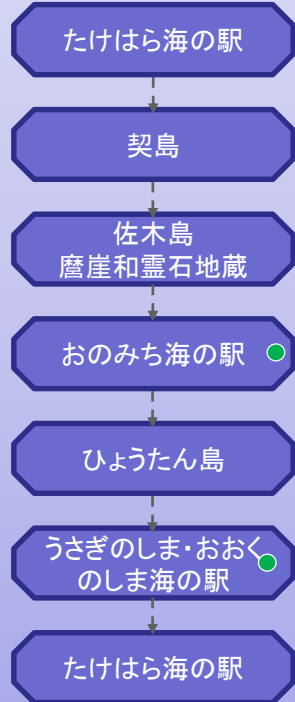 たけはら海の駅
契島
佐木島
麿崖和霊石地蔵
おのみち海の駅
ひょうたん島
うさぎのしま・おおく
のしま海の駅
たけはら海の駅